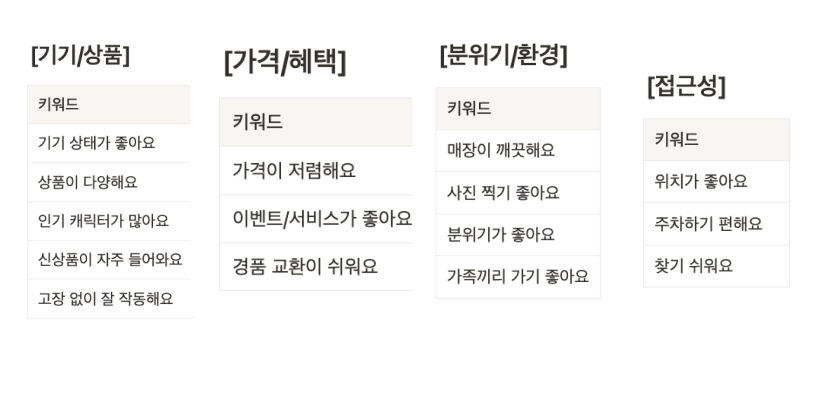 [기기/상품]
키워드
기기 상태가 좋아요
상품이 다양해요
인기 캐릭터가 많아요
신상품이 자주 들어와요
고장 없이 잘 작동해요
[가격/혜택]
키워드
가격이 저렴해요
이벤트/서비스가 좋아요
경품 교환이 쉬워요
[분위기/환경]
키워드
매장이 깨끗해요
사진 찍기 좋아요
분위기가 좋아요
가족끼리 가기 좋아요
[접근성]
키워드
위치가 좋아요
주차하기 편해요
찾기 쉬워요